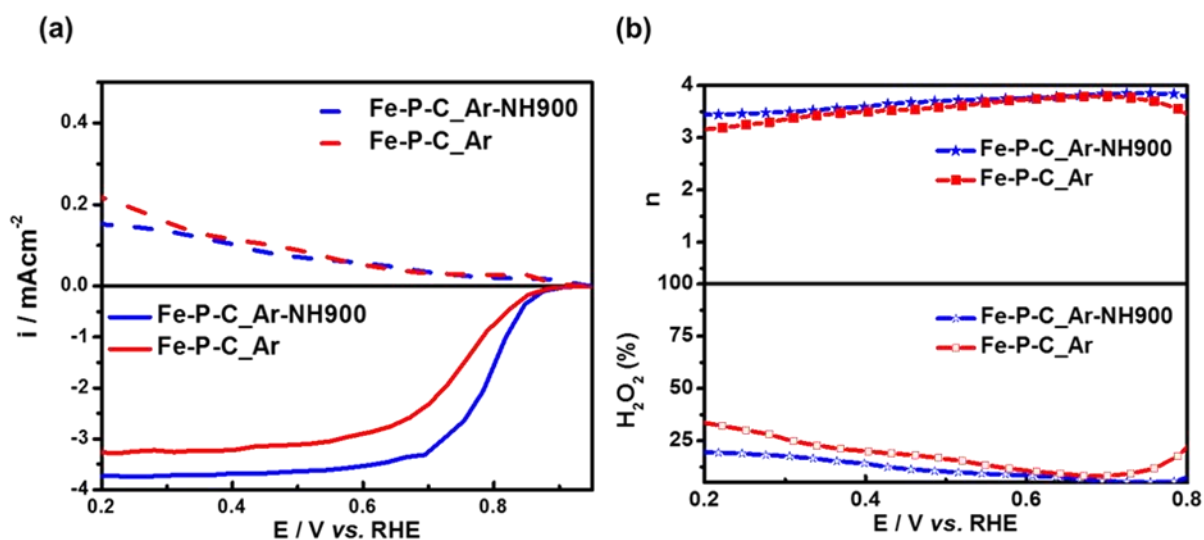 (a)
0.4
0.2
0.0
-1
-2
-3
-4
i / mAcm⁻²
Fe-P-C_Ar-NH900
Fe-P-C_Ar
Fe-P-C_Ar-NH900
Fe-P-C_Ar
0.2 0.4 0.6 0.8
E / V vs. RHE
(b)
4
3
2
1
n
100
75
50
25
H₂O₂ (%)
Fe-P-C_Ar-NH900
Fe-P-C_Ar
Fe-P-C_Ar-NH900
Fe-P-C_Ar
0.2 0.4 0.6 0.8
E / V vs. RHE